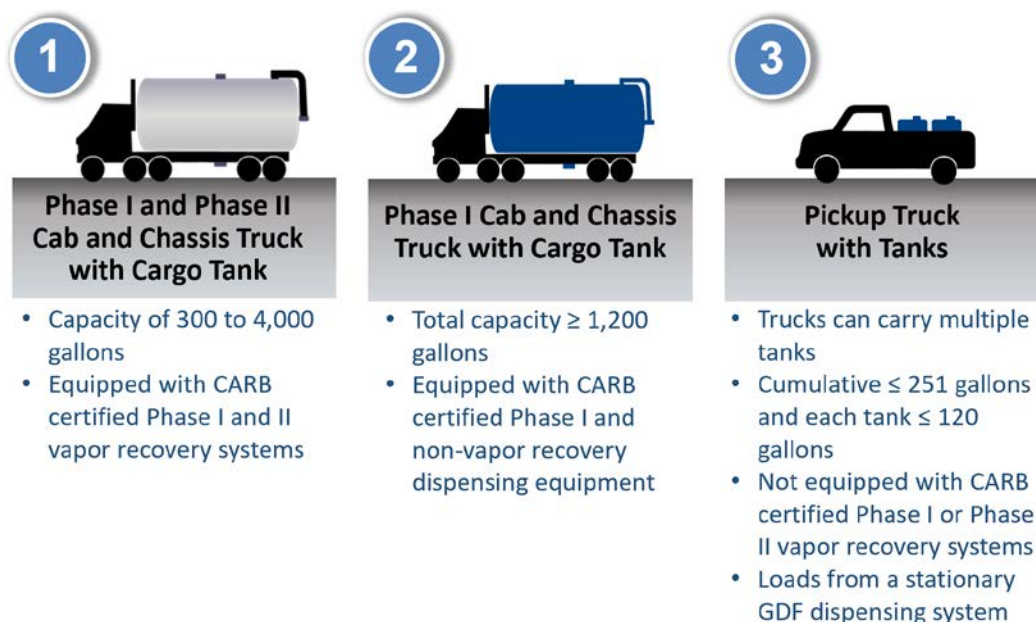 1
Phase I and Phase II
Cab and Chassis Truck
with Cargo Tank
• Capacity of 300 to 4,000
gallons
• Equipped with CARB
certified Phase I and II
vapor recovery systems
2
Phase I Cab and Chassis
Truck with Cargo Tank
• Total capacity ≥ 1,200
gallons
• Equipped with CARB
certified Phase I and
non-vapor recovery
dispensing equipment
3
Pickup Truck
with Tanks
• Trucks can carry multiple
tanks
• Cumulative ≤ 251 gallons
and each tank ≤ 120
gallons
• Not equipped with CARB
certified Phase I or Phase
II vapor recovery systems
• Loads from a stationary
GDF dispensing system